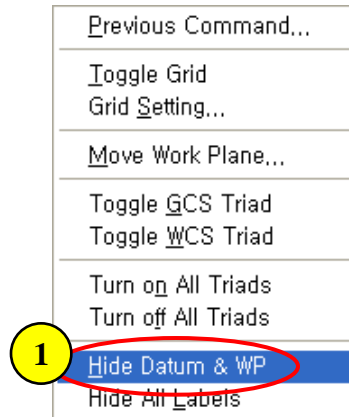 Previous Command...
Toggle Grid
Grid Setting...
Move Work Plane...
Toggle GCS Triad
Toggle WCS Triad
Turn on All Triads
Turn off All Triads
1
Hide Datum & WP
Hide All Labels